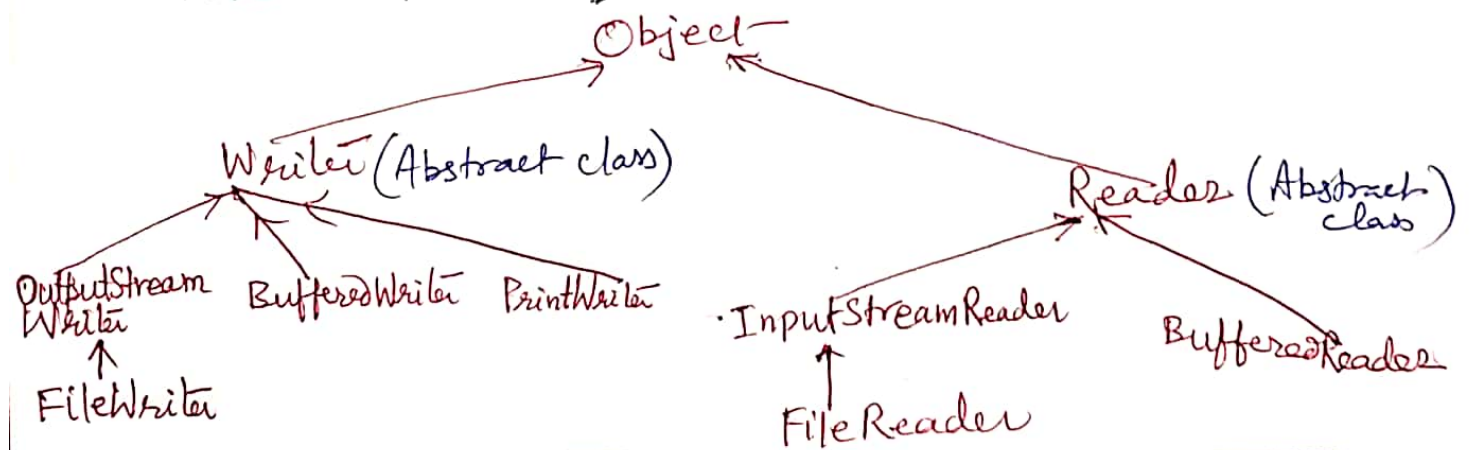 Object
Writer (Abstract class)
Reader (Abstract
class)
OutputStream
Writer
BufferedWriter
PrintWriter
InputStreamReader
BufferedReader
FileWriter
FileReader